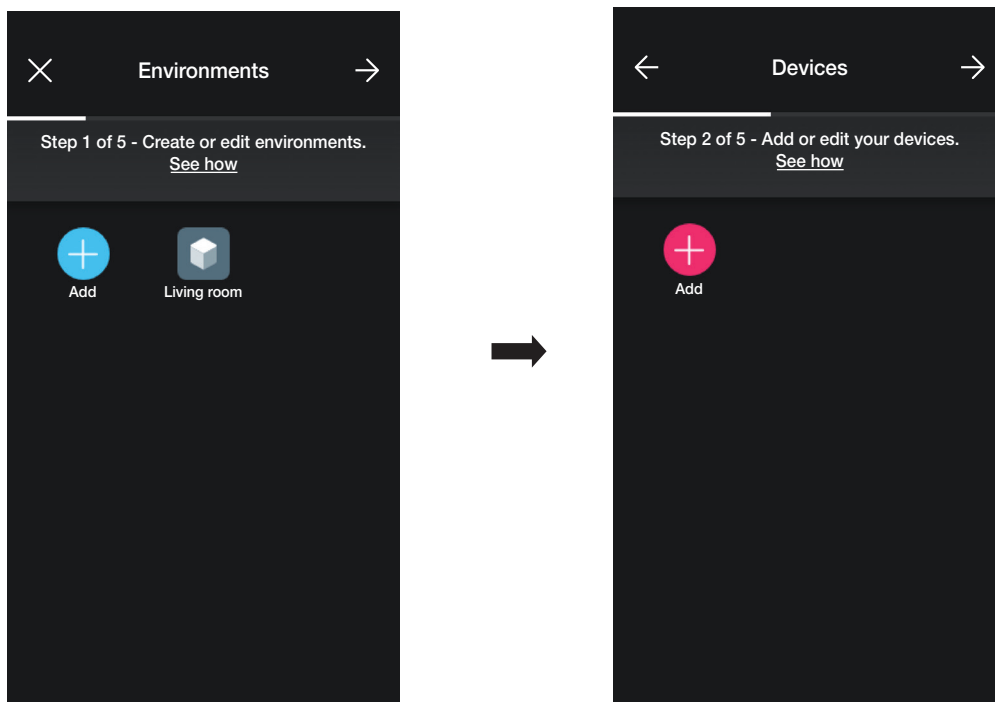 Environments
Step 1 of 5 - Create or edit environments.
See how
Add
Living room
Devices
Step 2 of 5 - Add or edit your devices.
See how
Add